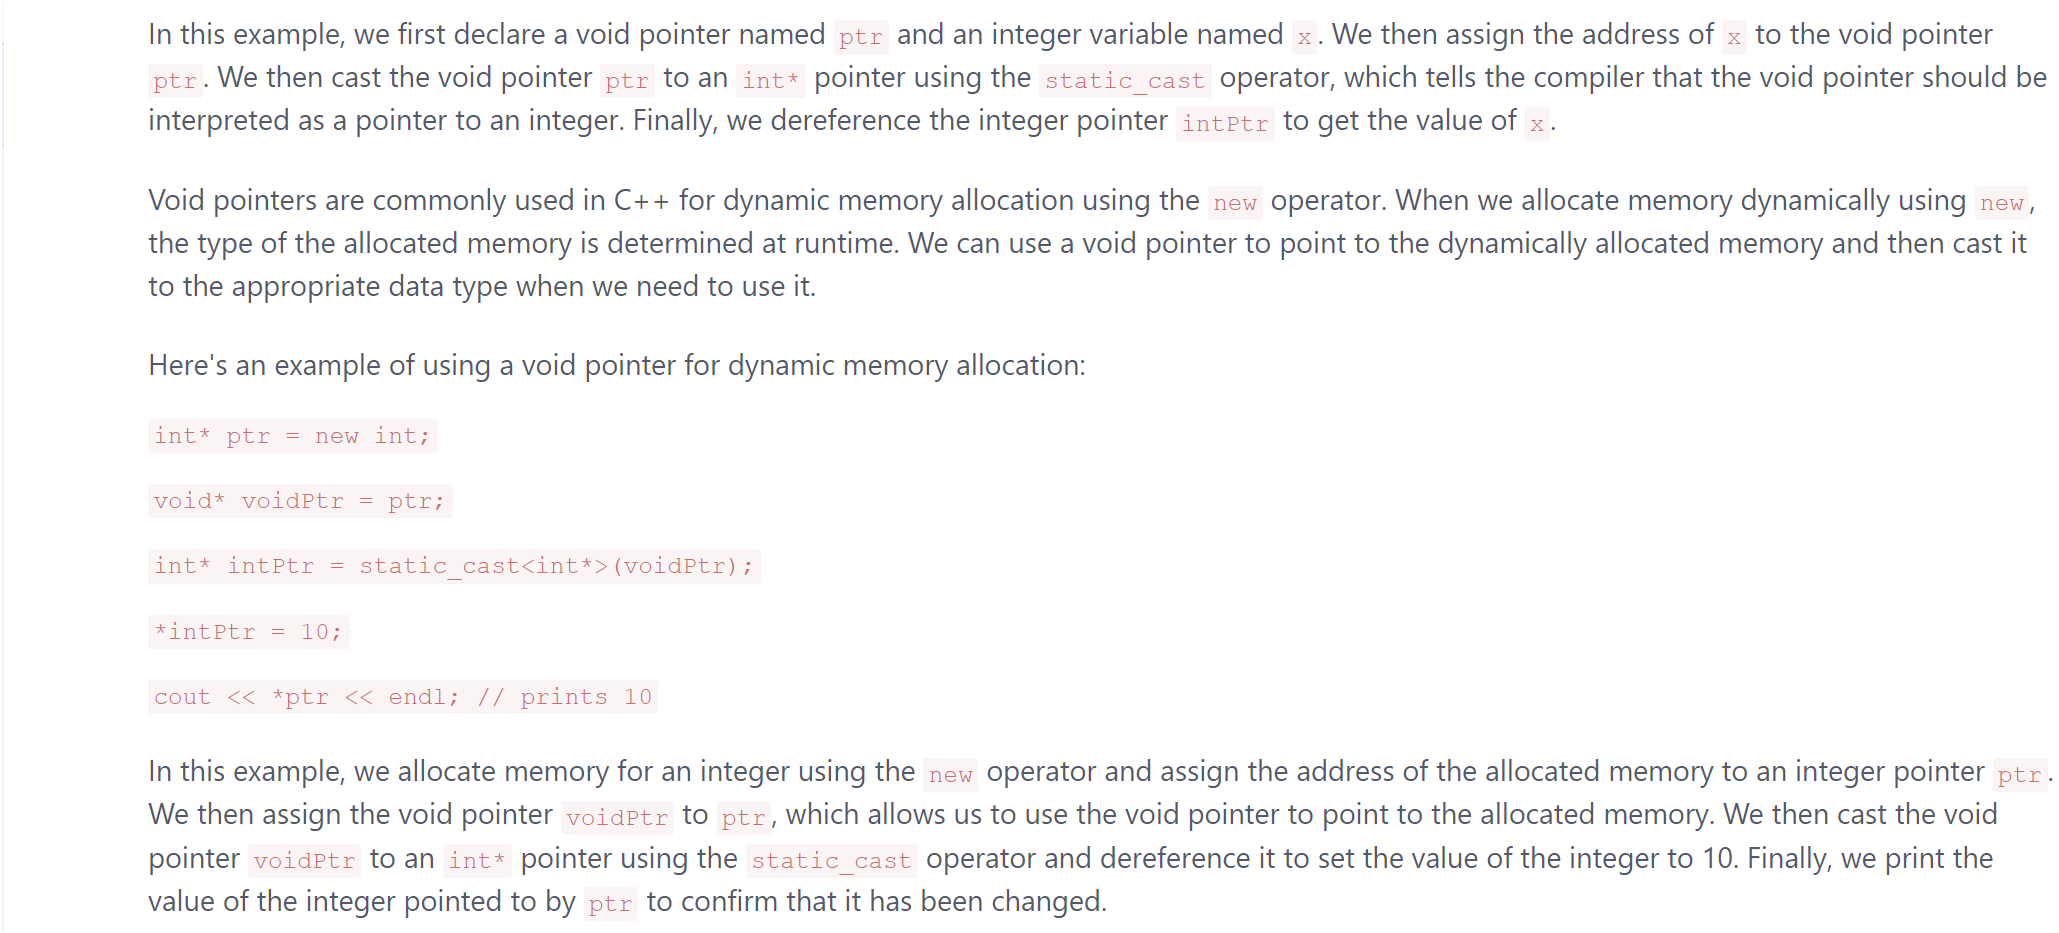 In this example, we first declare a void pointer named ptr and an integer variable named x. We then assign the address of x to the void pointer
ptr. We then cast the void pointer ptr to an int* pointer using the static_cast operator, which tells the compiler that the void pointer should be
interpreted as a pointer to an integer. Finally, we dereference the integer pointer intPtr to get the value of x.
Void pointers are commonly used in C++ for dynamic memory allocation using the new operator. When we allocate memory dynamically using new,
the type of the allocated memory is determined at runtime. We can use a void pointer to point to the dynamically allocated memory and then cast it
to the appropriate data type when we need to use it.
Here's an example of using a void pointer for dynamic memory allocation:
int* ptr = new int;
void* voidPtr = ptr;
int* intPtr = static_cast<int*>(voidPtr);
*intPtr = 10;
cout << *ptr << endl; // prints 10
In this example, we allocate memory for an integer using the new operator and assign the address of the allocated memory to an integer pointer ptr.
We then assign the void pointer voidPtr to ptr, which allows us to use the void pointer to point to the allocated memory. We then cast the void
pointer voidPtr to an int* pointer using the static_cast operator and dereference it to set the value of the integer to 10. Finally, we print the
value of the integer pointed to by ptr to confirm that it has been changed.